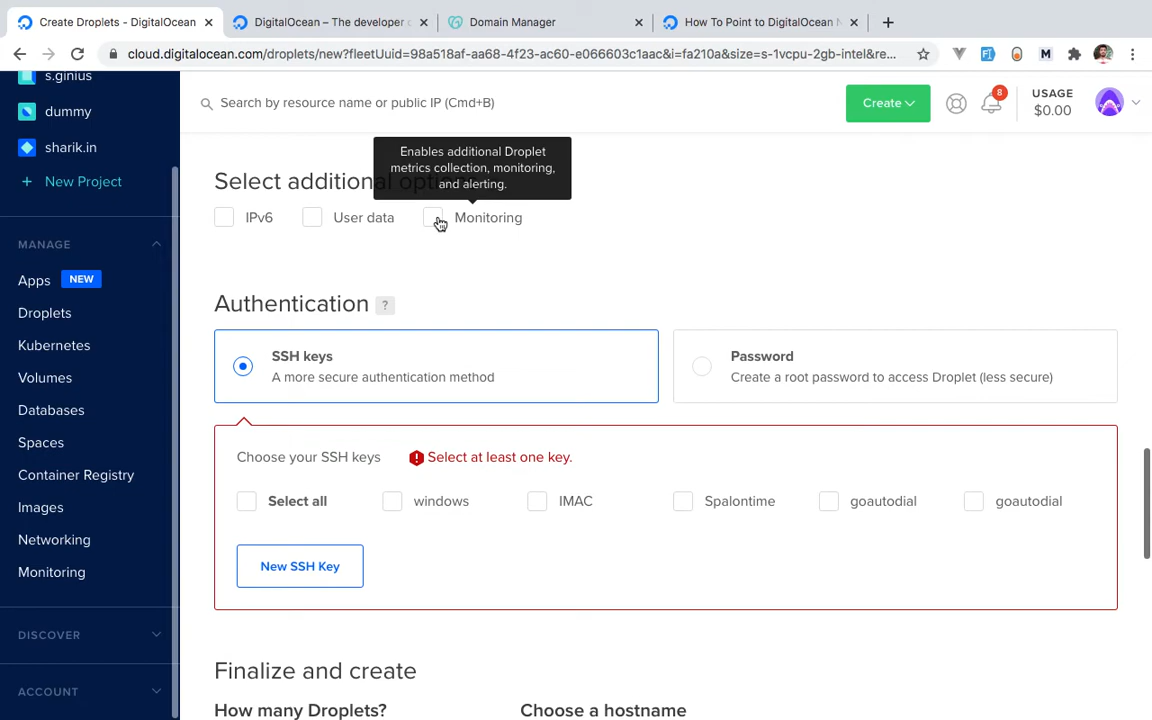 Create Droplets - DigitalOcean
DigitalOcean – The developer c
Domain Manager
How To Point to DigitalOcean N
cloud.digitalocean.com/droplets/new?fleetUuid=98a518af-aa68-4f23-ac60-e066603c1aac&i=fa210a&size=s-1vcpu-2gb-intel&re...
s.ginius
dummy
sharik.in
+ New Project
MANAGE
Apps NEW
Droplets
Kubernetes
Volumes
Databases
Spaces
Container Registry
Images
Networking
Monitoring
DISCOVER
ACCOUNT
Search by resource name or public IP (Cmd+B)
Create
8
USAGE
$0.00
Enables additional Droplet
metrics collection, monitoring,
and alerting.
Select additional options
IPv6 User data Monitoring
Authentication ?
SSH keys
A more secure authentication method
Password
Create a root password to access Droplet (less secure)
Choose your SSH keys Select at least one key.
Select all windows IMAC Spalontime goautodial goautodial
New SSH Key
Finalize and create
How many Droplets? Choose a hostname